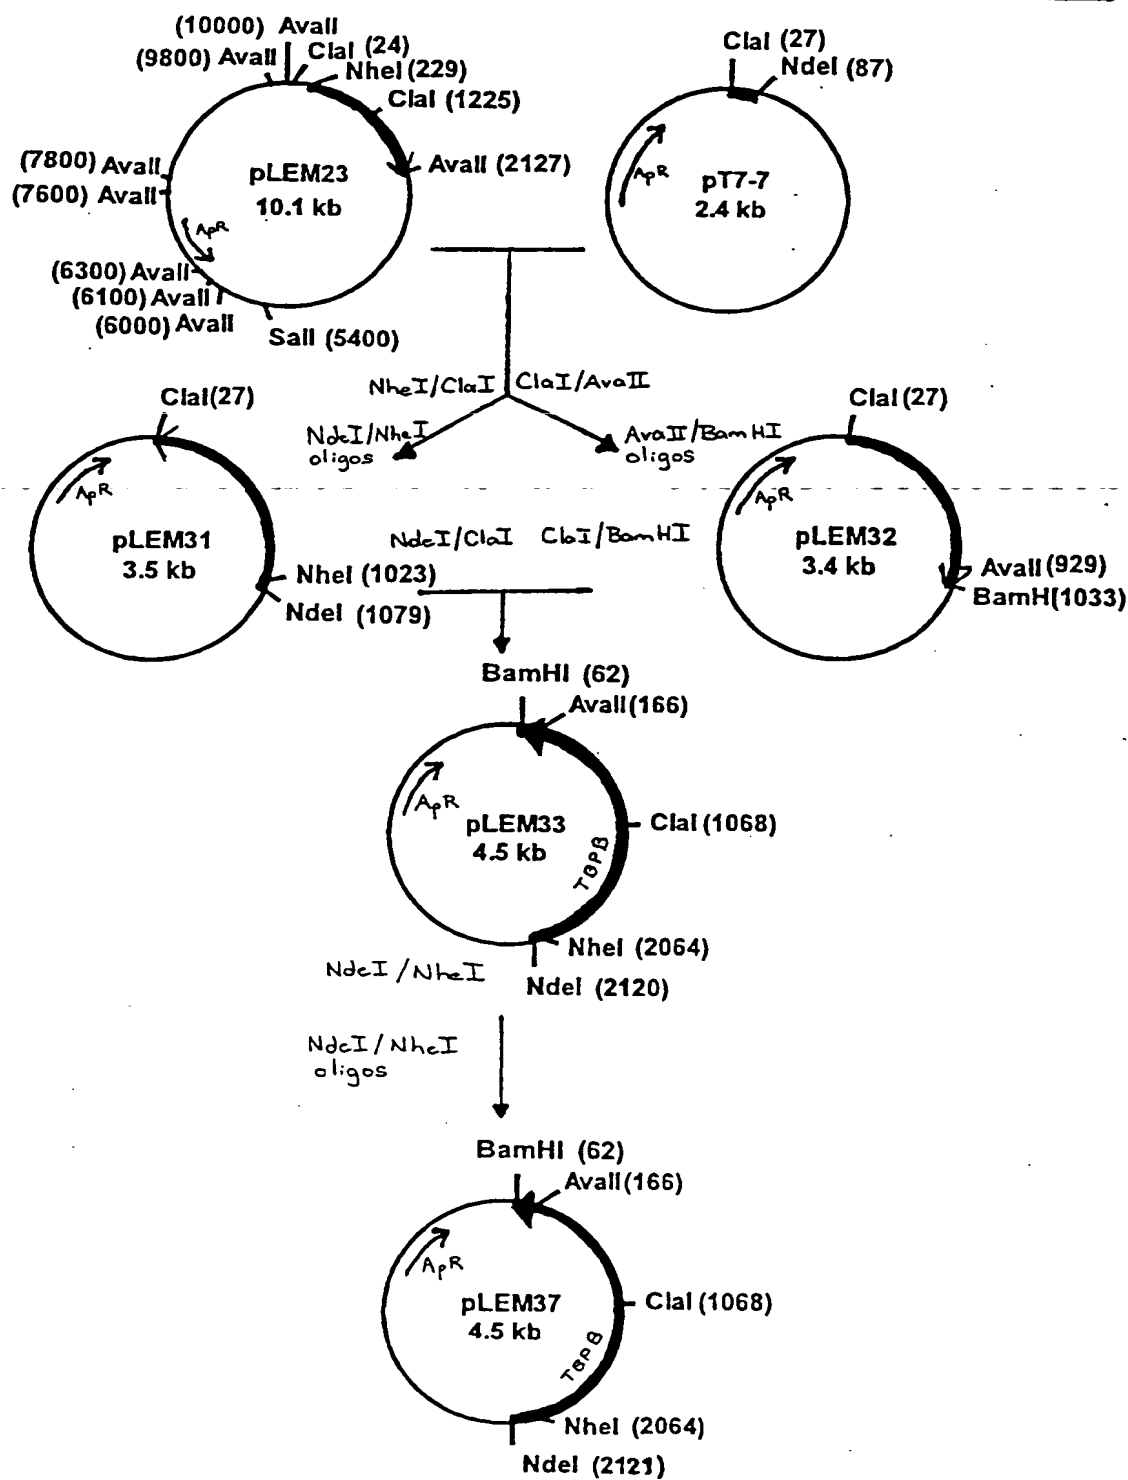 (10000) AvaII
(9800) AvaII
ClaI (24)
NheI (229)
ClaI (1225)
AvaII (2127)
(7800) AvaII
(7600) AvaII
pLEM23
10.1 kb
ApR
(6300) AvaII
(6100) AvaII
(6000) AvaII
SalI (5400)
ClaI (27)
NdeI (87)
ApR
pT7-7
2.4 kb
NheI/ClaI
ClaI/AvaII
NdeI/NheI
oligos
AvaII/BamHI
oligos
ClaI(27)
ApR
pLEM31
3.5 kb
NheI (1023)
NdeI (1079)
NdeI/ClaI
ClaI/BamHI
ClaI (27)
ApR
pLEM32
3.4 kb
AvaII (929)
BamH[1033)
BamHI (62)
AvaII(166)
ApR
pLEM33
4.5 kb
TBPB
ClaI (1068)
NheI (2064)
NdeI (2120)
NdeI/NheI
NdeI/NheI
oligos
BamHI (62)
AvaII(166)
ApR
pLEM37
4.5 kb
TBPB
ClaI (1068)
NheI (2064)
NdeI (2121)